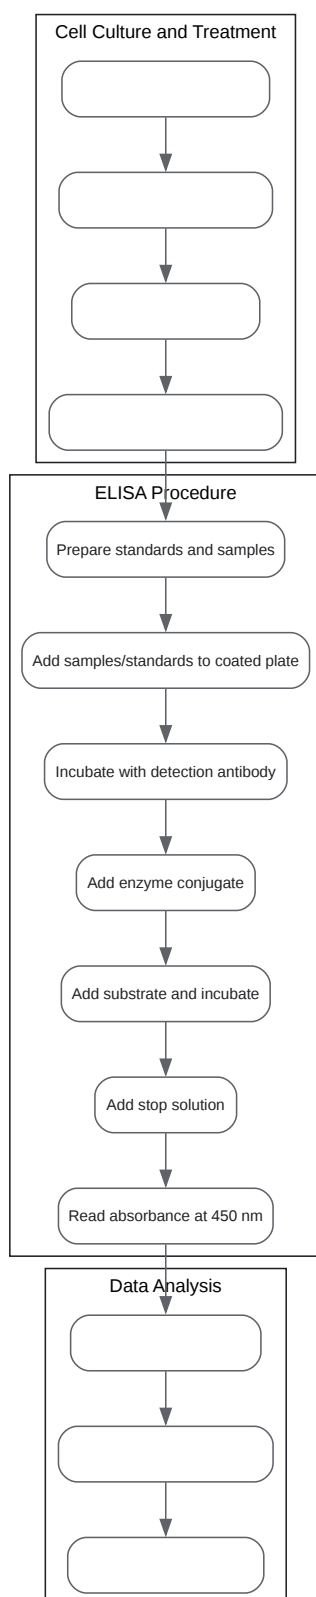 Cell Culture and Treatment
ELISA Procedure
Prepare standards and samples
Add samples/standards to coated plate
Incubate with detection antibody
Add enzyme conjugate
Add substrate and incubate
Add stop solution
Read absorbance at 450 nm
Data Analysis